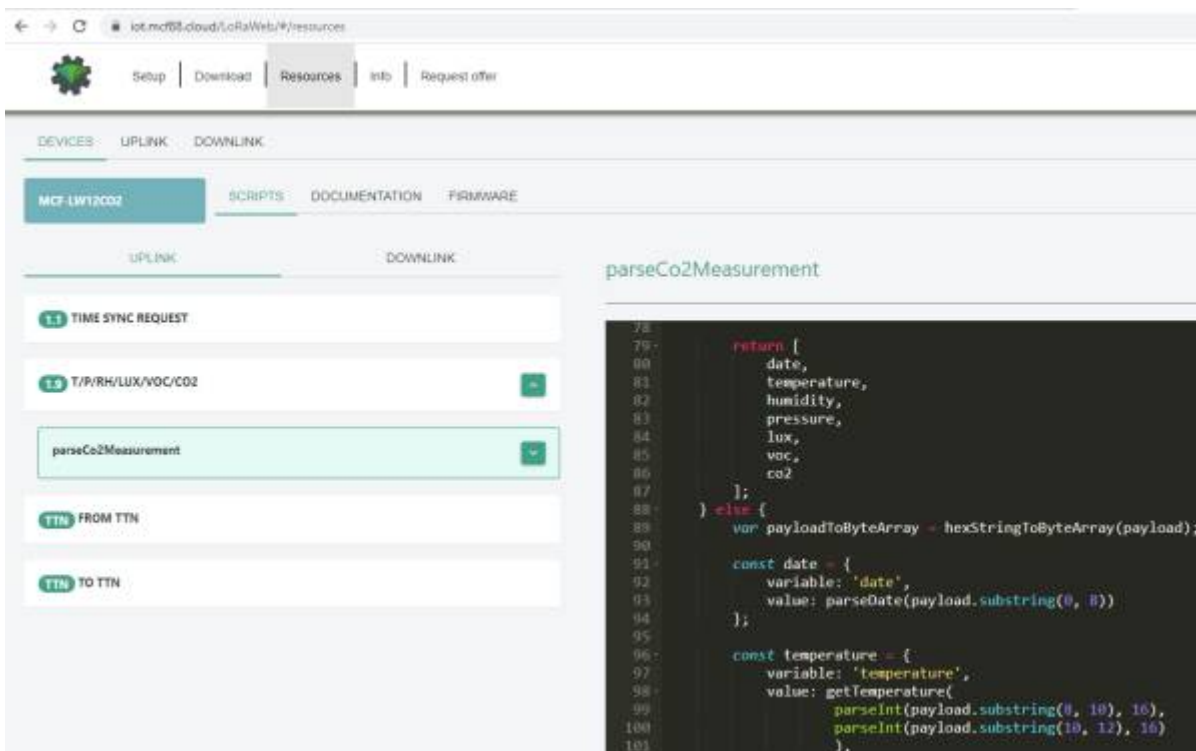 iot.mcf88.cloud/LoRaWeb/#/resources
Setup Download Resources Info Request offer
DEVICES UPLINK DOWNLINK
MCF-LW12CO2 SCRIPTS DOCUMENTATION FIRMWARE
UPLINK DOWNLINK
1.1 TIME SYNC REQUEST
1.9 T/P/RH/LUX/VOC/CO2
parseCo2Measurement
TTN FROM TTN
TTN TO TTN
parseCo2Measurement
78
79 return [
80 date,
81 temperature,
82 humidity,
83 pressure,
84 lux,
85 voc,
86 co2
87 ];
88 } else {
89 var payloadToByteArray = hexStringToByteArray(payload);
90
91 const date = {
92 variable: 'date',
93 value: parseDate(payload.substring(0, 8))
94 };
95
96 const temperature = {
97 variable: 'temperature',
98 value: getTemperature(
99 parseInt(payload.substring(8, 10), 16),
100 parseInt(payload.substring(10, 12), 16)
101 ),